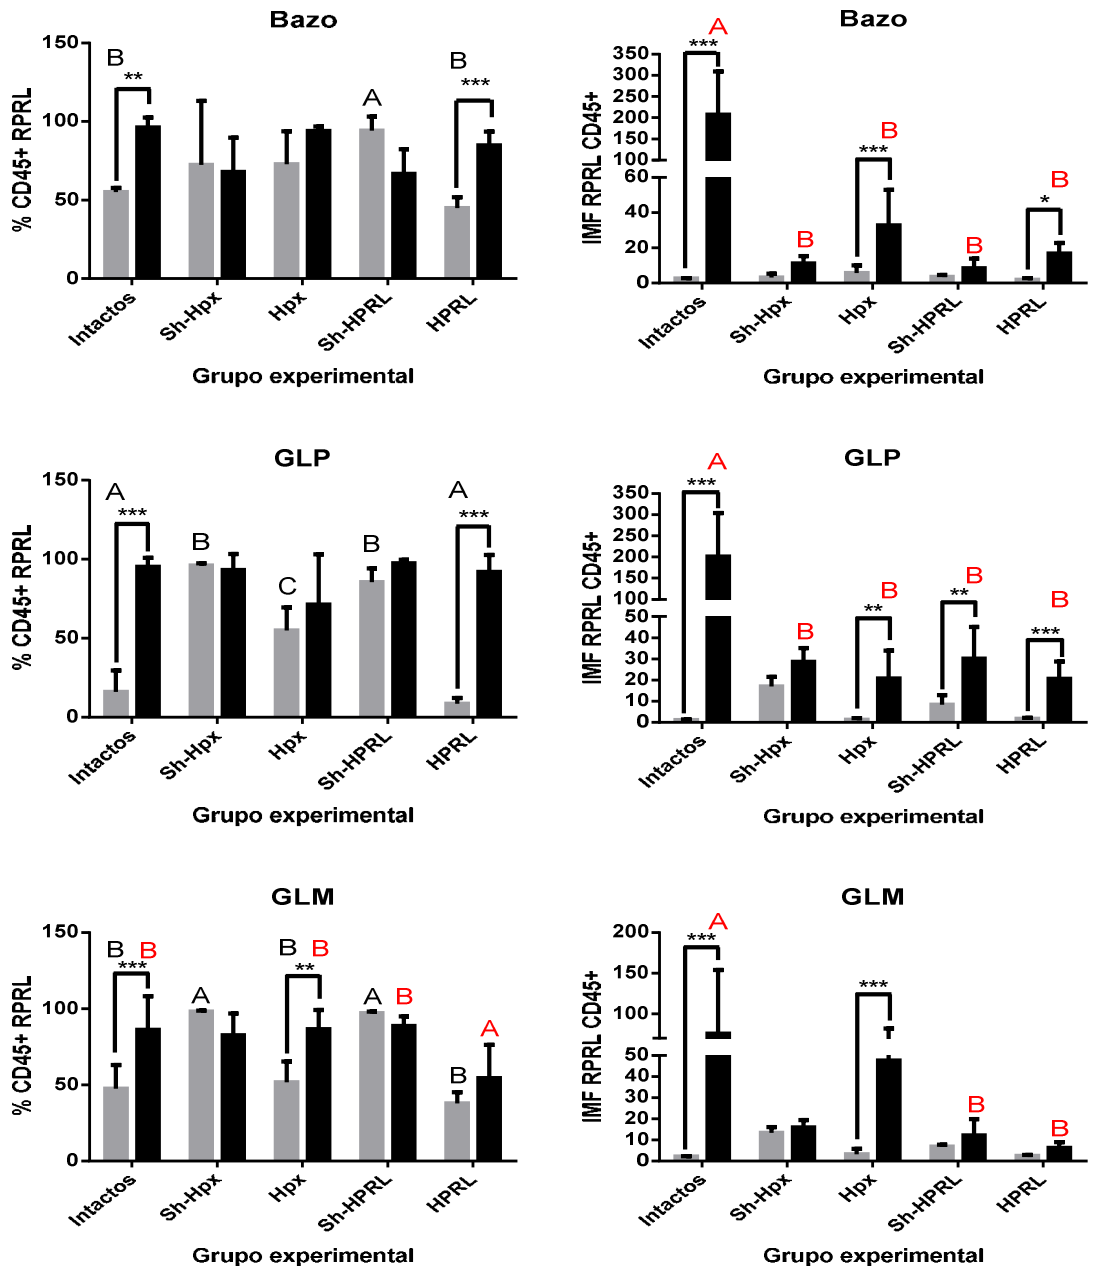 Bazo
% CD45+ RPRL
150
100
50
0
B
**
A
B
***
Intactos
Sh-Hpx
Hpx
Sh-HPRL
HPRL
Grupo experimental
Bazo
IMF RPRL CD45+
350
300
250
200
150
100
60
40
20
0
A
***
B
B
***
B
B
*
Intactos
Sh-Hpx
Hpx
Sh-HPRL
HPRL
Grupo experimental
GLP
% CD45+ RPRL
150
100
50
0
A
***
B
C
B
A
***
Intactos
Sh-Hpx
Hpx
Sh-HPRL
HPRL
Grupo experimental
GLP
IMF RPRL CD45+
350
300
250
200
150
100
50
40
30
20
10
0
A
***
B
B
**
B
**
B
***
Intactos
Sh-Hpx
Hpx
Sh-HPRL
HPRL
Grupo experimental
GLM
% CD45+ RPRL
150
100
50
0
B B
***
A
B B
**
A B
B A
Intactos
Sh-Hpx
Hpx
Sh-HPRL
HPRL
Grupo experimental
GLM
IMF RPRL CD45+
200
150
100
50
40
30
20
10
0
A
***
***
B
B
Intactos
Sh-Hpx
Hpx
Sh-HPRL
HPRL
Grupo experimental